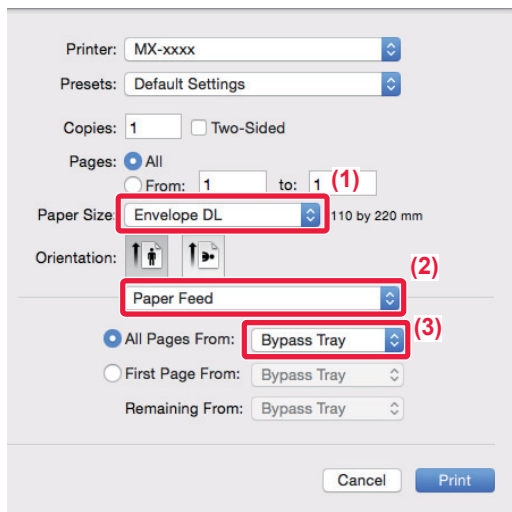 Printer: MX-xxxx
Presets: Default Settings
Copies: 1 Two-Sided
Pages: All
From: 1 to: 1 (1)
Paper Size: Envelope DL 110 by 220 mm
Orientation:
(2)
Paper Feed
(3)
All Pages From: Bypass Tray
First Page From: Bypass Tray
Remaining From: Bypass Tray
Cancel Print